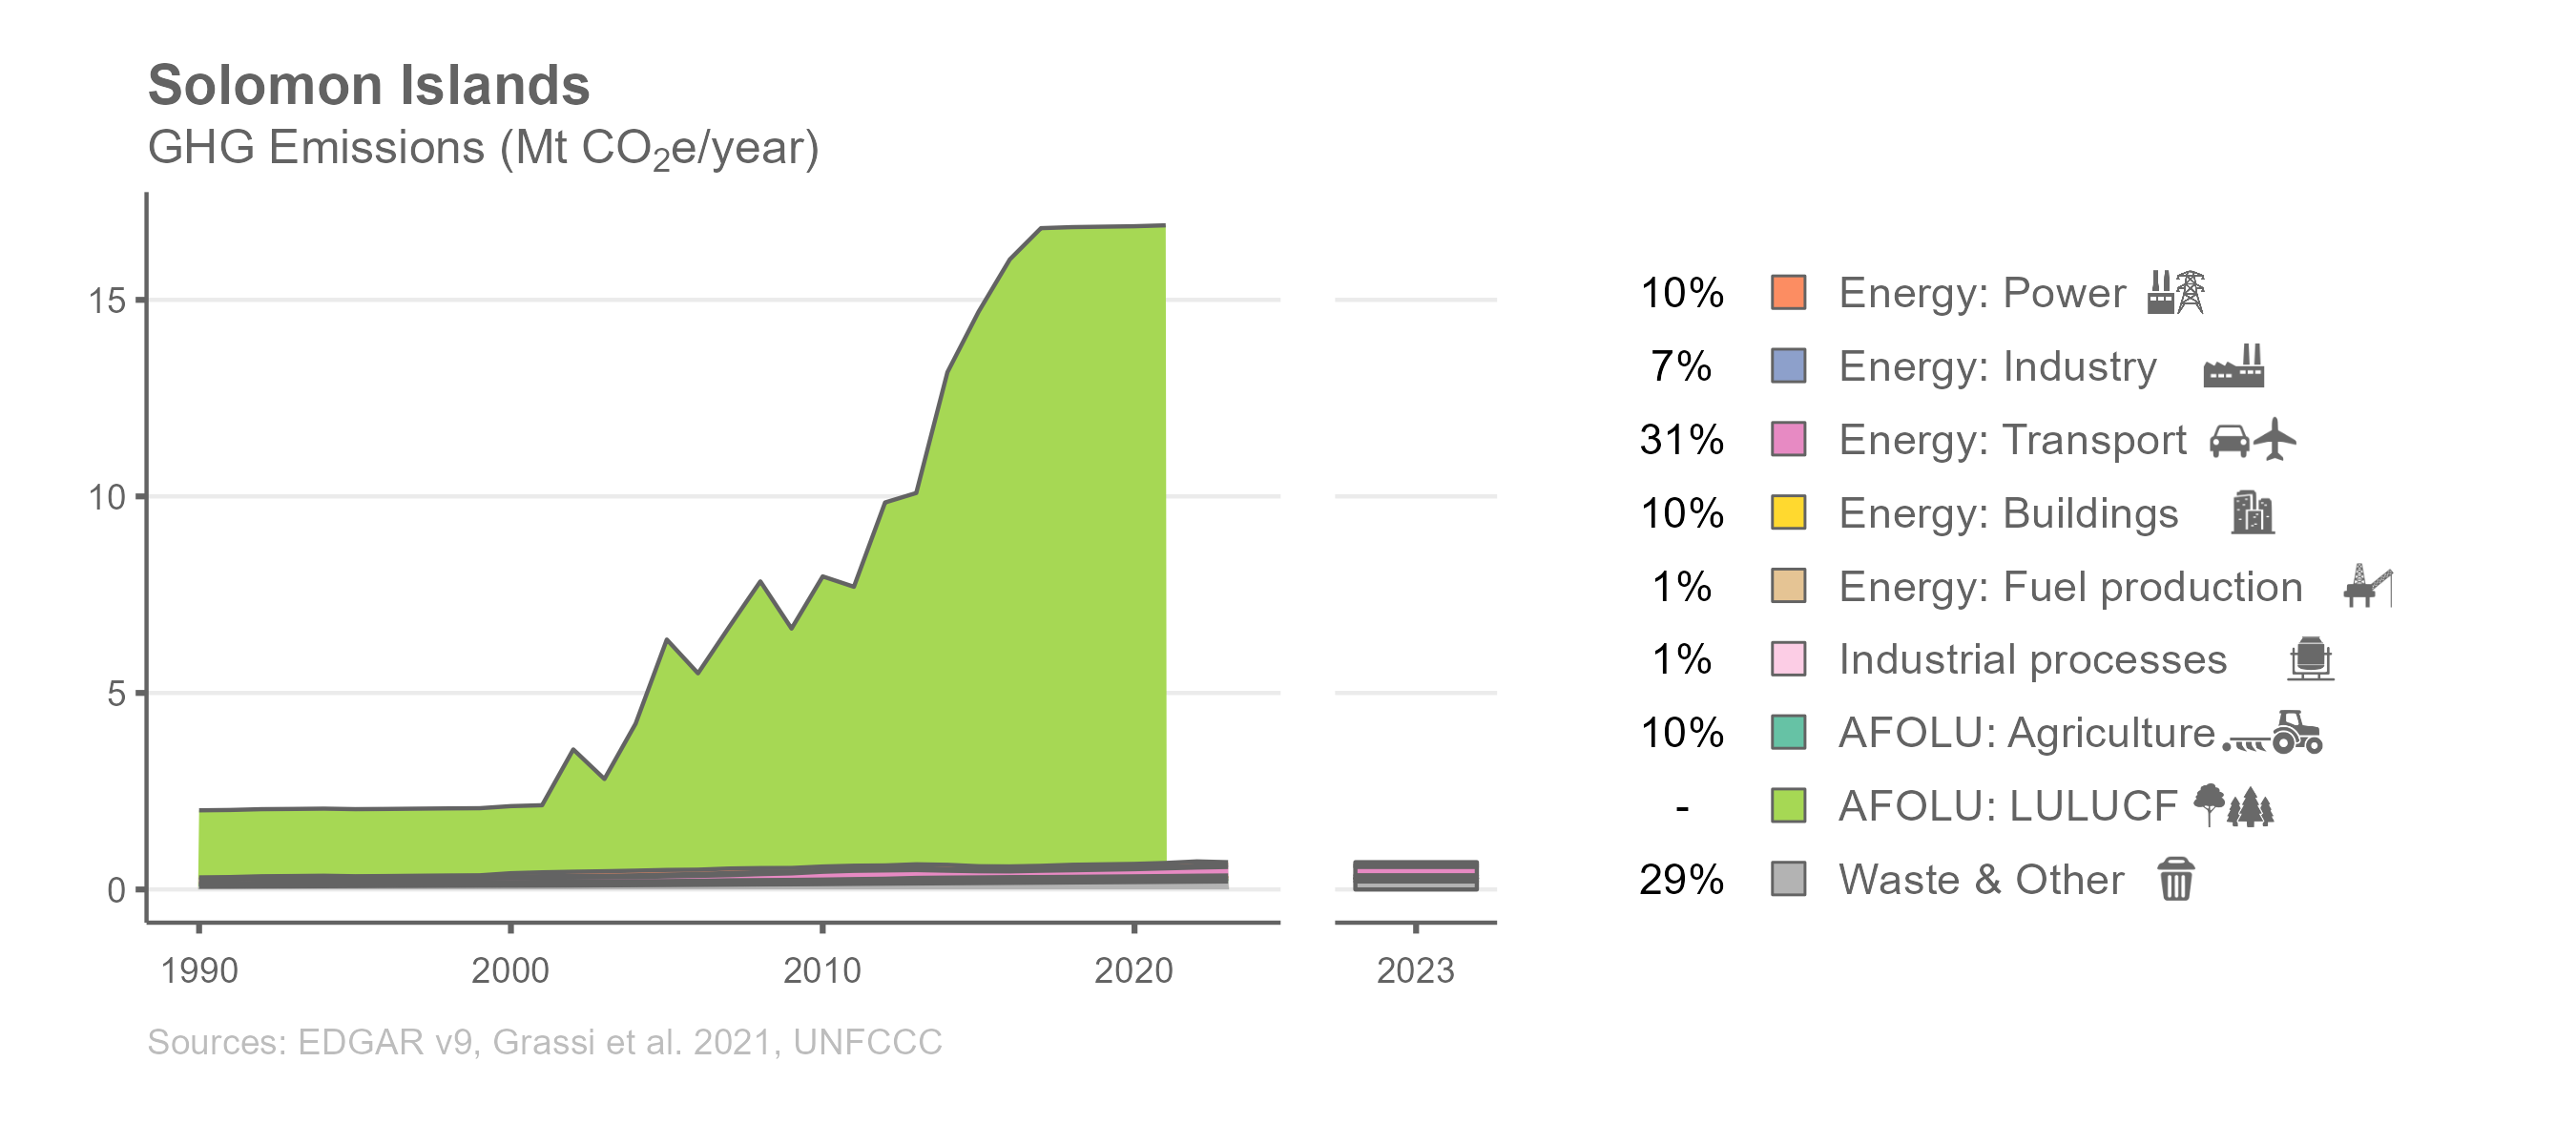 Solomon Islands
GHG Emissions (Mt CO₂e/year)
15
10
5
0
1990
2000
2010
2020
2023
10% Energy: Power
7% Energy: Industry
31% Energy: Transport
10% Energy: Buildings
1% Energy: Fuel production
1% Industrial processes
10% AFOLU: Agriculture
- AFOLU: LULUCF
29% Waste & Other
Sources: EDGAR v9, Grassi et al. 2021, UNFCCC